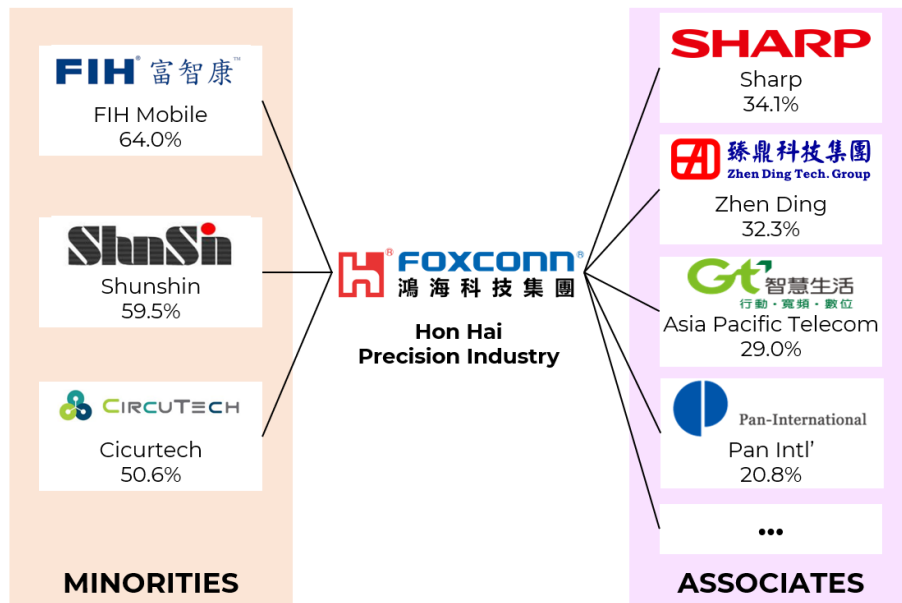 FIH 富智康™
FIH Mobile
64.0%
ShunSin
Shunshin
59.5%
CIRCUTECH
Cicurtech
50.6%
MINORITIES
FOXCONN®
鴻海科技集團
Hon Hai
Precision Industry
SHARP
Sharp
34.1%
臻鼎科技集團
Zhen Ding Tech. Group
Zhen Ding
32.3%
Gt 智慧生活
行動·寬頻·數位
Asia Pacific Telecom
29.0%
Pan-International
Pan Intl’
20.8%
...
ASSOCIATES